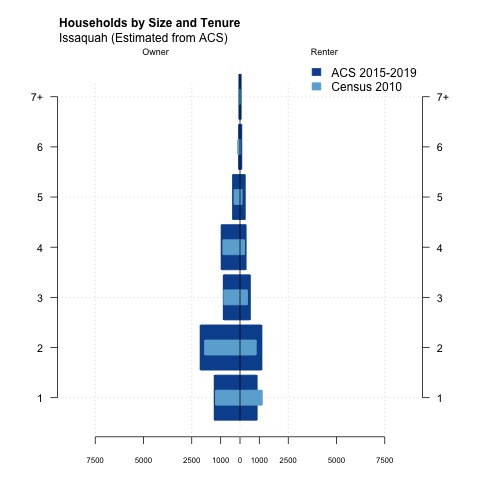 Households by Size and Tenure
Issaquah (Estimated from ACS)
Owner
Renter
ACS 2015-2019
Census 2010
7+ 7+
6 6
5 5
4 4
3 3
2 2
1 1
7500 5000 2500 1000 0 1000 2500 5000 7500